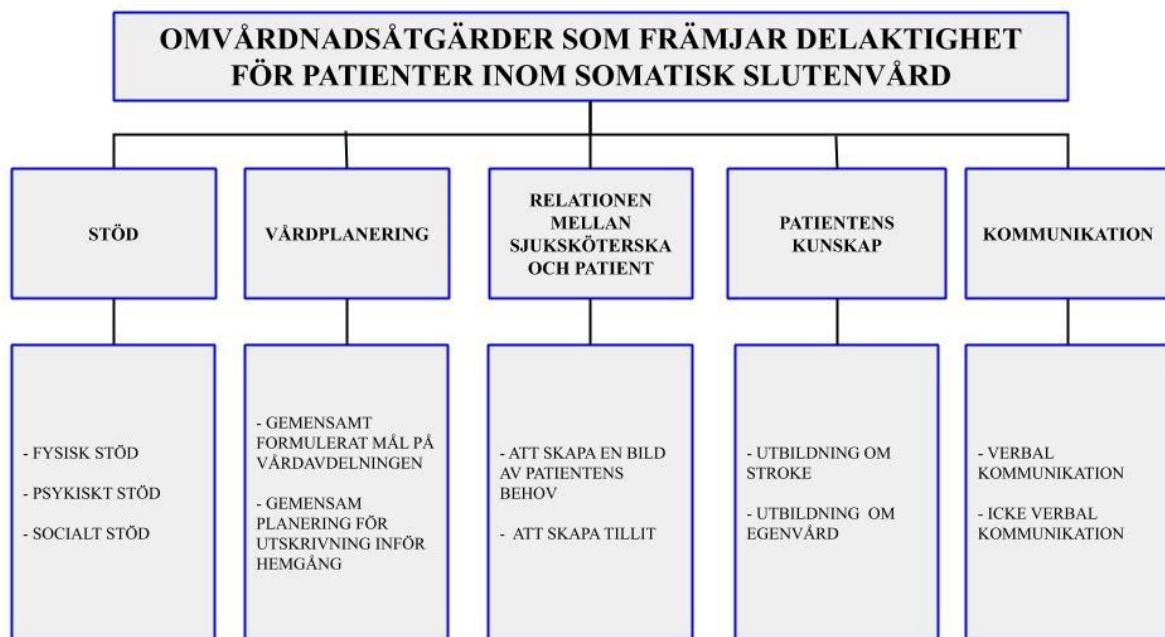 OMVÅRDNADSÅTGÄRDER SOM FRÄMJAR DELAKTIGHET
FÖR PATIENTER INOM SOMATISK SLUTENVÅRD
STÖD
VÅRDPLANERING
RELATIONEN
MELLAN
SJUKSKÖTERSKA
OCH PATIENT
PATIENTENS
KUNSKAP
KOMMUNIKATION
- FYSISK STÖD
- PSYKISKT STÖD
- SOCIALT STÖD
- GEMENSAMT
FORMULERAT MÅL PÅ
VÅRDAVDELNINGEN
- GEMENSAM
PLANERING FÖR
UTSKRIVNING INFÖR
HEMGÅNG
- ATT SKAPA EN BILD
AV PATIENTENS
BEHOV
- ATT SKAPA TILLIT
- UTBILDNING OM
STROKE
- UTBILDNING OM
EGENVÅRD
- VERBAL
KOMMUNIKATION
- ICKE VERBAL
KOMMUNIKATION